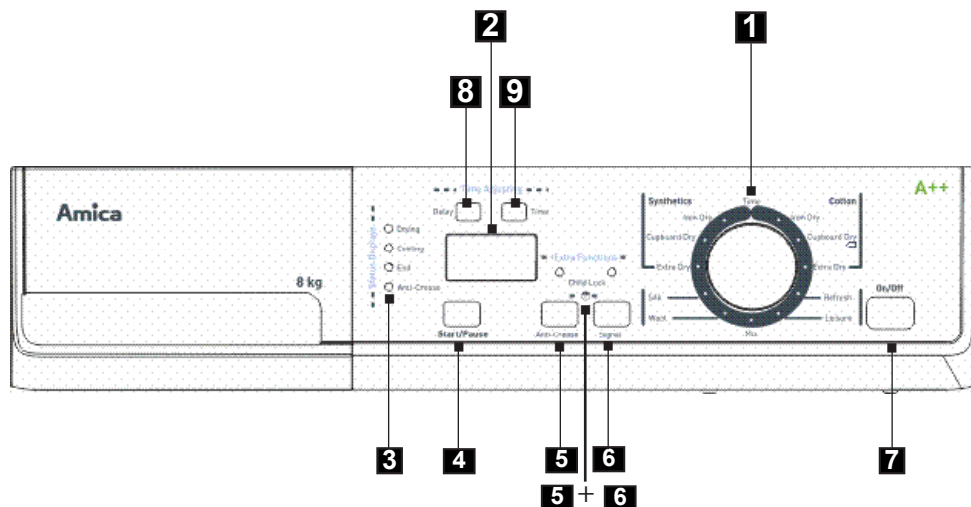 2
1
8
9
Time Adjusting
Delay
Time
A++
Amica
8 kg
Status Displays
Drying
Cooling
End
Anti-Crease
Extra Functions
Child Lock
Start/Pause
Anti-Crease
Signal
Synthetics
Time
Cotton
Iron Dry
Iron Dry
Cupboard Dry
Cupboard Dry
Extra Dry
Extra Dry
Silk
Refresh
Leisure
Mix
On/Off
3
4
5
6
7
5 + 6